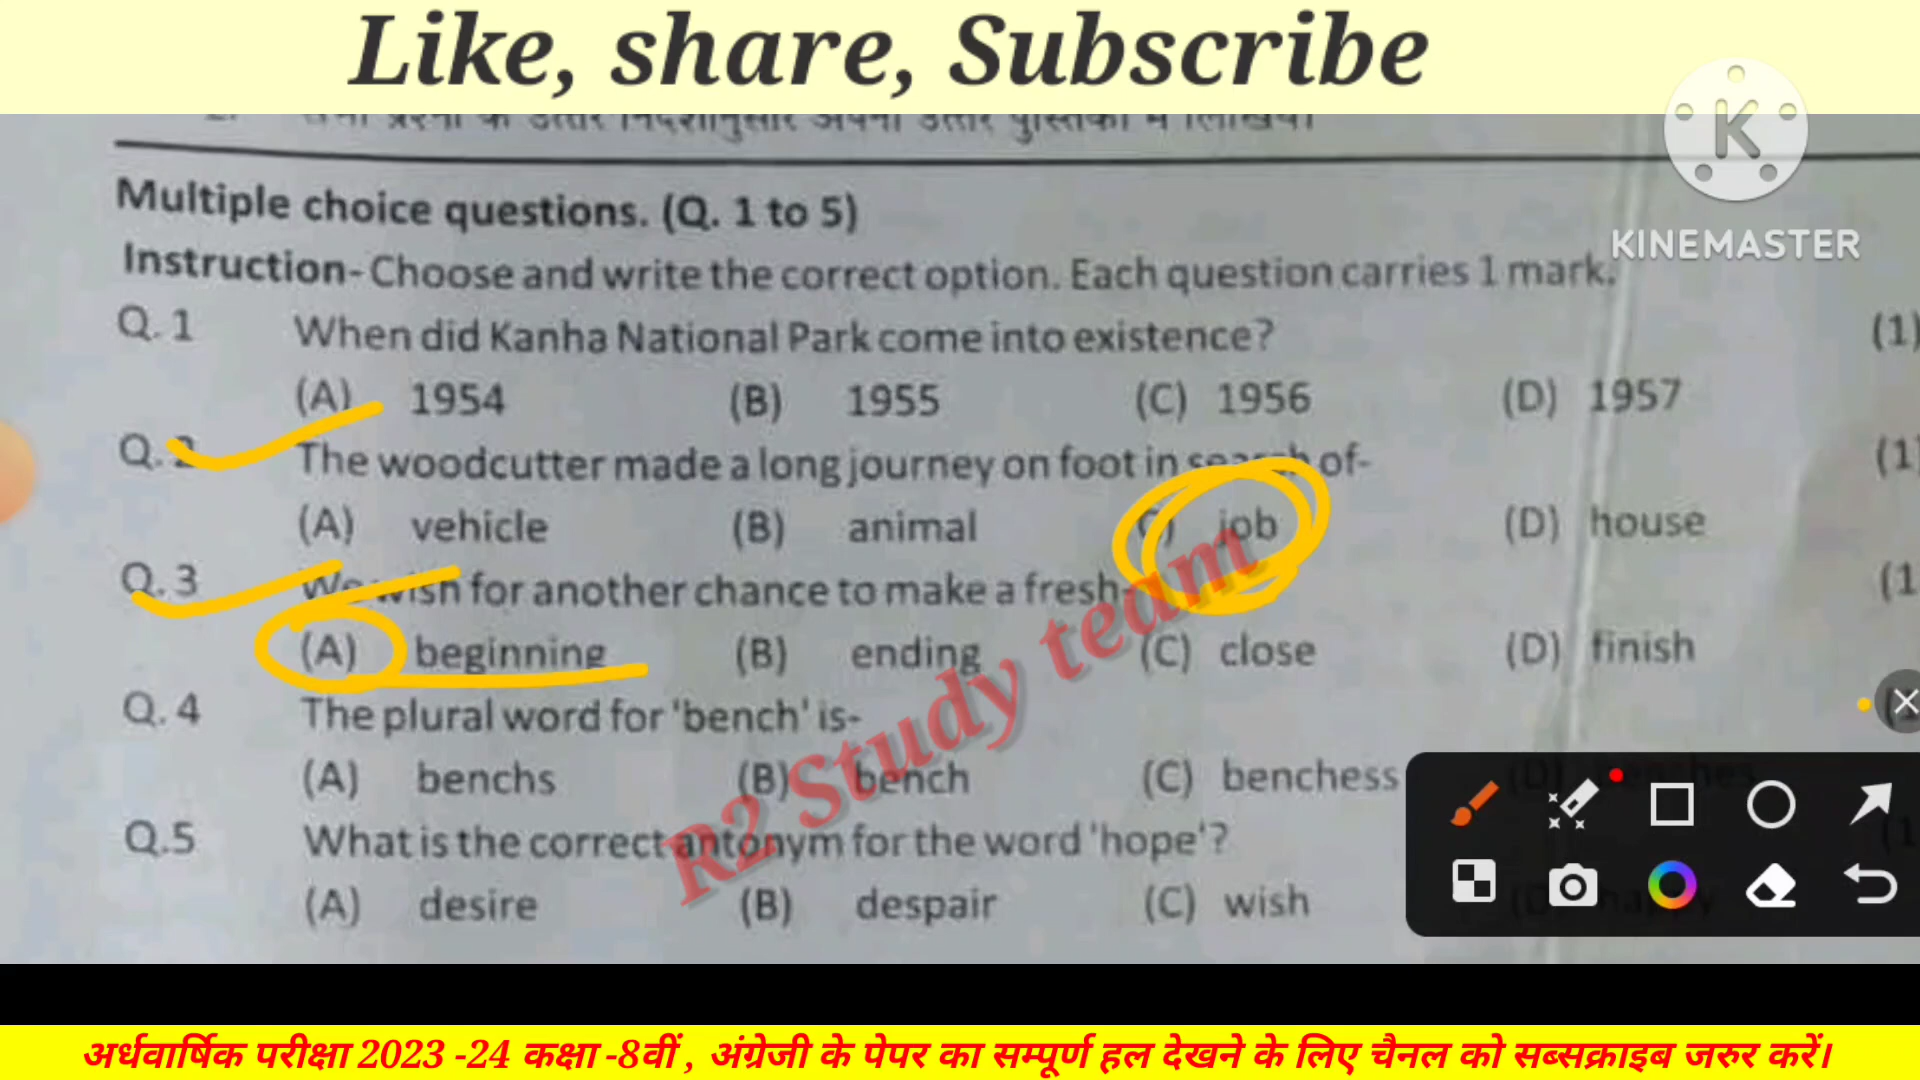 Like, share, Subscribe
KINEMASTER
Multiple choice questions. (Q. 1 to 5)
Instruction- Choose and write the correct option. Each question carries 1 mark.
Q. 1 When did Kanha National Park come into existence? (1)
(A) 1954 (B) 1955 (C) 1956 (D) 1957
Q. 2 The woodcutter made a long journey on foot in search of- (1)
(A) vehicle (B) animal (C) job (D) house
Q. 3 We wish for another chance to make a fresh- (1
(A) beginning (B) ending (C) close (D) finish
Q. 4 The plural word for 'bench' is-
(A) benchs (B) bench (C) benchess
Q.5 What is the correct antonym for the word 'hope'?
(A) desire (B) despair (C) wish
R2 Study team
अर्धवार्षिक परीक्षा 2023 -24 कक्षा -8वीं , अंग्रेजी के पेपर का सम्पूर्ण हल देखने के लिए चैनल को सब्सक्राइब जरुर करें।